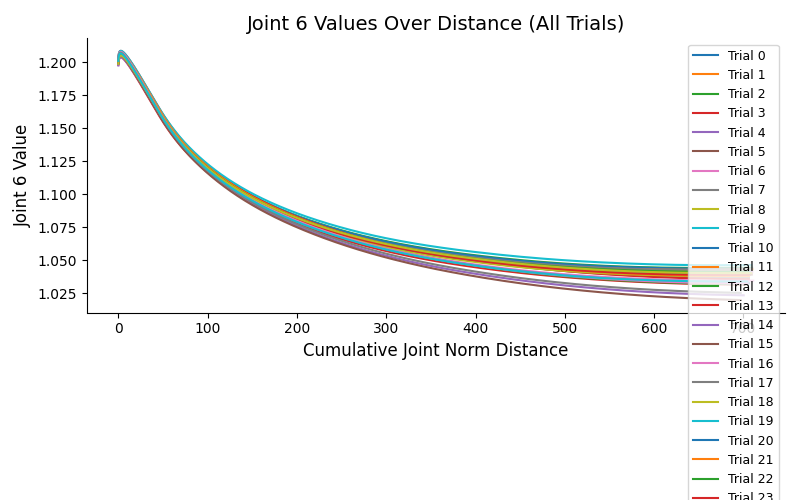 Joint 6 Values Over Distance (All Trials)
Joint 6 Value
1.200
1.175
1.150
1.125
1.100
1.075
1.050
1.025
0
100
200
300
400
500
600
700
Cumulative Joint Norm Distance
Trial 0
Trial 1
Trial 2
Trial 3
Trial 4
Trial 5
Trial 6
Trial 7
Trial 8
Trial 9
Trial 10
Trial 11
Trial 12
Trial 13
Trial 14
Trial 15
Trial 16
Trial 17
Trial 18
Trial 19
Trial 20
Trial 21
Trial 22
Trial 23